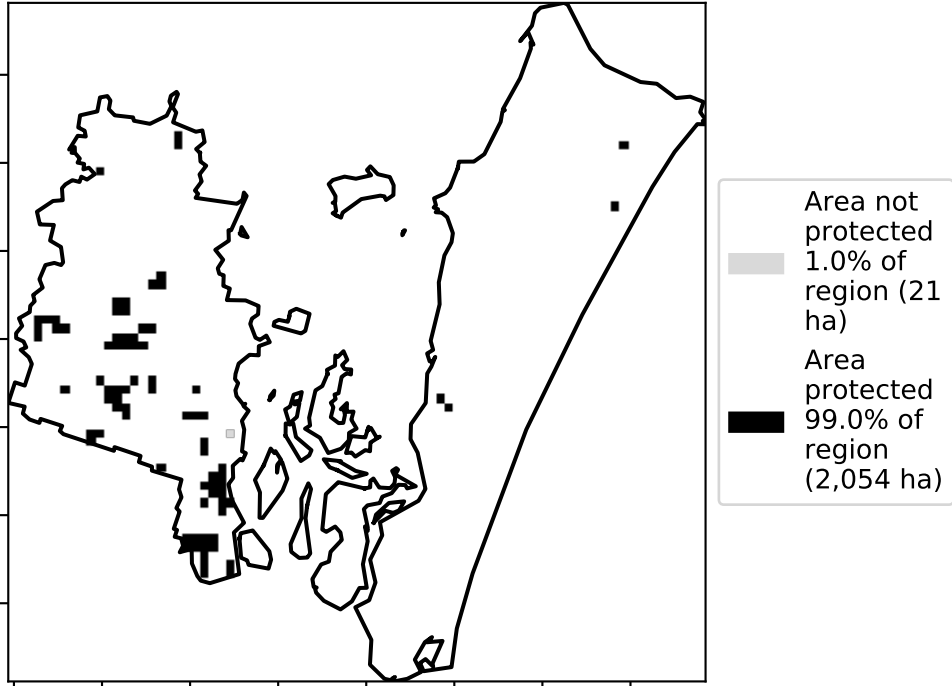 Area not
protected
1.0% of
region (21
ha)
Area
protected
99.0% of
region
(2,054 ha)